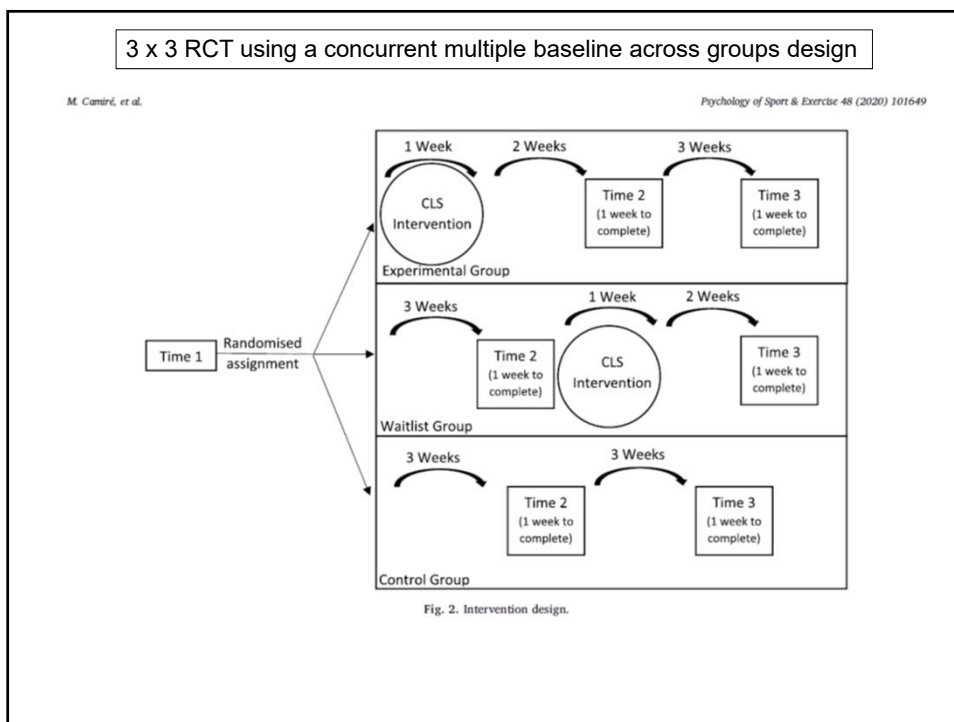 3 x 3 RCT using a concurrent multiple baseline across groups design
M. Camiré, et al.
Psychology of Sport & Exercise 48 (2020) 101649
1 Week
2 Weeks
3 Weeks
CLS
Intervention
Time 2
(1 week to
complete)
Time 3
(1 week to
complete)
Experimental Group
Time 1
Randomised
assignment
3 Weeks
1 Week
2 Weeks
Time 2
(1 week to
complete)
CLS
Intervention
Time 3
(1 week to
complete)
Waitlist Group
3 Weeks
3 Weeks
Time 2
(1 week to
complete)
Time 3
(1 week to
complete)
Control Group
Fig. 2. Intervention design.